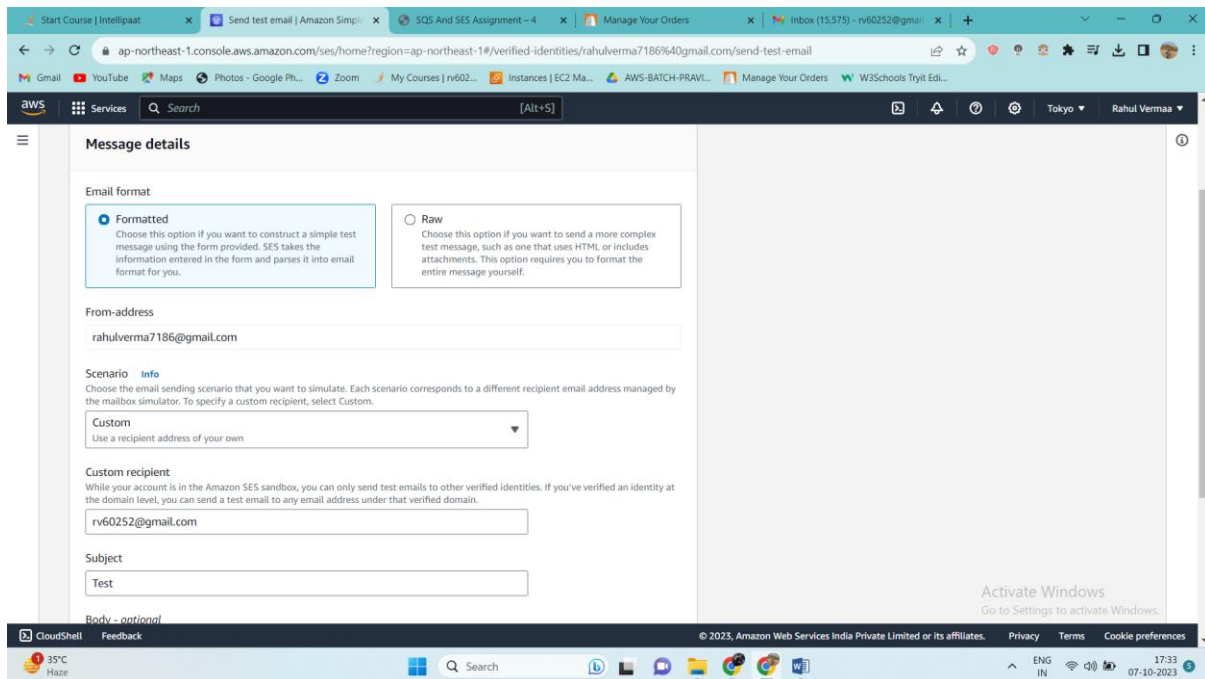 Start Course | Intellipaat
Send test email | Amazon Simpl
SQS And SES Assignment – 4
Manage Your Orders
Inbox (15,575) - rv60252@gmai
ap-northeast-1.console.aws.amazon.com/ses/home?region=ap-northeast-1#/verified-identities/rahulverma7186%40gmail.com/send-test-email
Gmail YouTube Maps Photos - Google Ph... Zoom My Courses | rv602... Instances | EC2 Ma... AWS-BATCH-PRAVI... Manage Your Orders W3Schools Tryit Edi...
aws Services Search [Alt+S] Tokyo Rahul Vermaa
Message details
Email format
Formatted
Choose this option if you want to construct a simple test
message using the form provided. SES takes the
information entered in the form and parses it into email
format for you.
Raw
Choose this option if you want to send a more complex
test message, such as one that uses HTML or includes
attachments. This option requires you to format the
entire message yourself.
From-address
rahulverma7186@gmail.com
Scenario Info
Choose the email sending scenario that you want to simulate. Each scenario corresponds to a different recipient email address managed by
the mailbox simulator. To specify a custom recipient, select Custom.
Custom
Use a recipient address of your own
Custom recipient
While your account is in the Amazon SES sandbox, you can only send test emails to other verified identities. If you've verified an identity at
the domain level, you can send a test email to any email address under that verified domain.
rv60252@gmail.com
Subject
Test
Body - optional
Activate Windows
Go to Settings to activate Windows.
CloudShell Feedback © 2023, Amazon Web Services India Private Limited or its affiliates. Privacy Terms Cookie preferences
1 35°C
Haze
Search
ENG
IN
17:33
07-10-2023
5